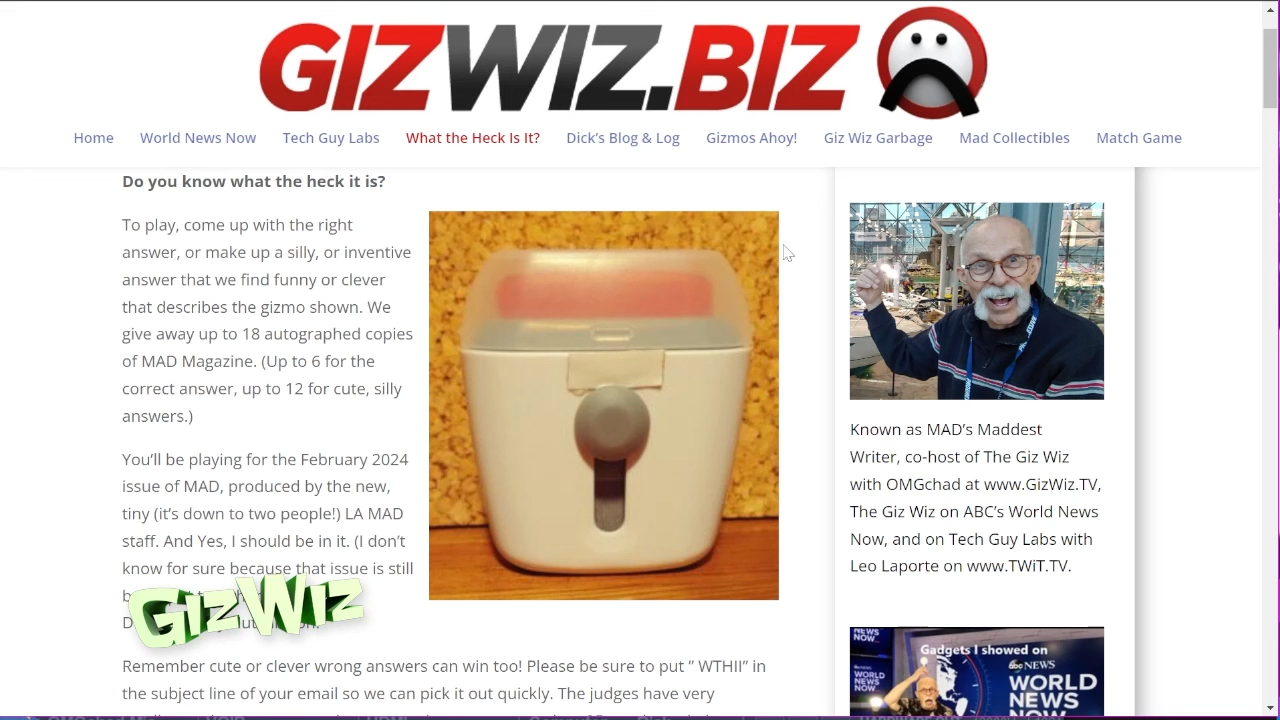 GIZWIZ.BIZ
Home World News Now Tech Guy Labs What the Heck Is It? Dick's Blog & Log Gizmos Ahoy! Giz Wiz Garbage Mad Collectibles Match Game
Do you know what the heck it is?
To play, come up with the right
answer, or make up a silly, or inventive
answer that we find funny or clever
that describes the gizmo shown. We
give away up to 18 autographed copies
of MAD Magazine. (Up to 6 for the
correct answer, up to 12 for cute, silly
answers.)
You'll be playing for the February 2024
issue of MAD, produced by the new,
tiny (it's down to two people!) LA MAD
staff. And Yes, I should be in it. (I don't
know for sure because that issue is still
GIZWIZ
Remember cute or clever wrong answers can win too! Please be sure to put " WTHII" in
the subject line of your email so we can pick it out quickly. The judges have very
Known as MAD's Maddest
Writer, co-host of The Giz Wiz
with OMGchad at www.GizWiz.TV,
The Giz Wiz on ABC's World News
Now, and on Tech Guy Labs with
Leo Laporte on www.TWiT.TV.
Gadgets I showed on
NEWS
NOW
abc NEWS
WORLD
NEWS
NOW